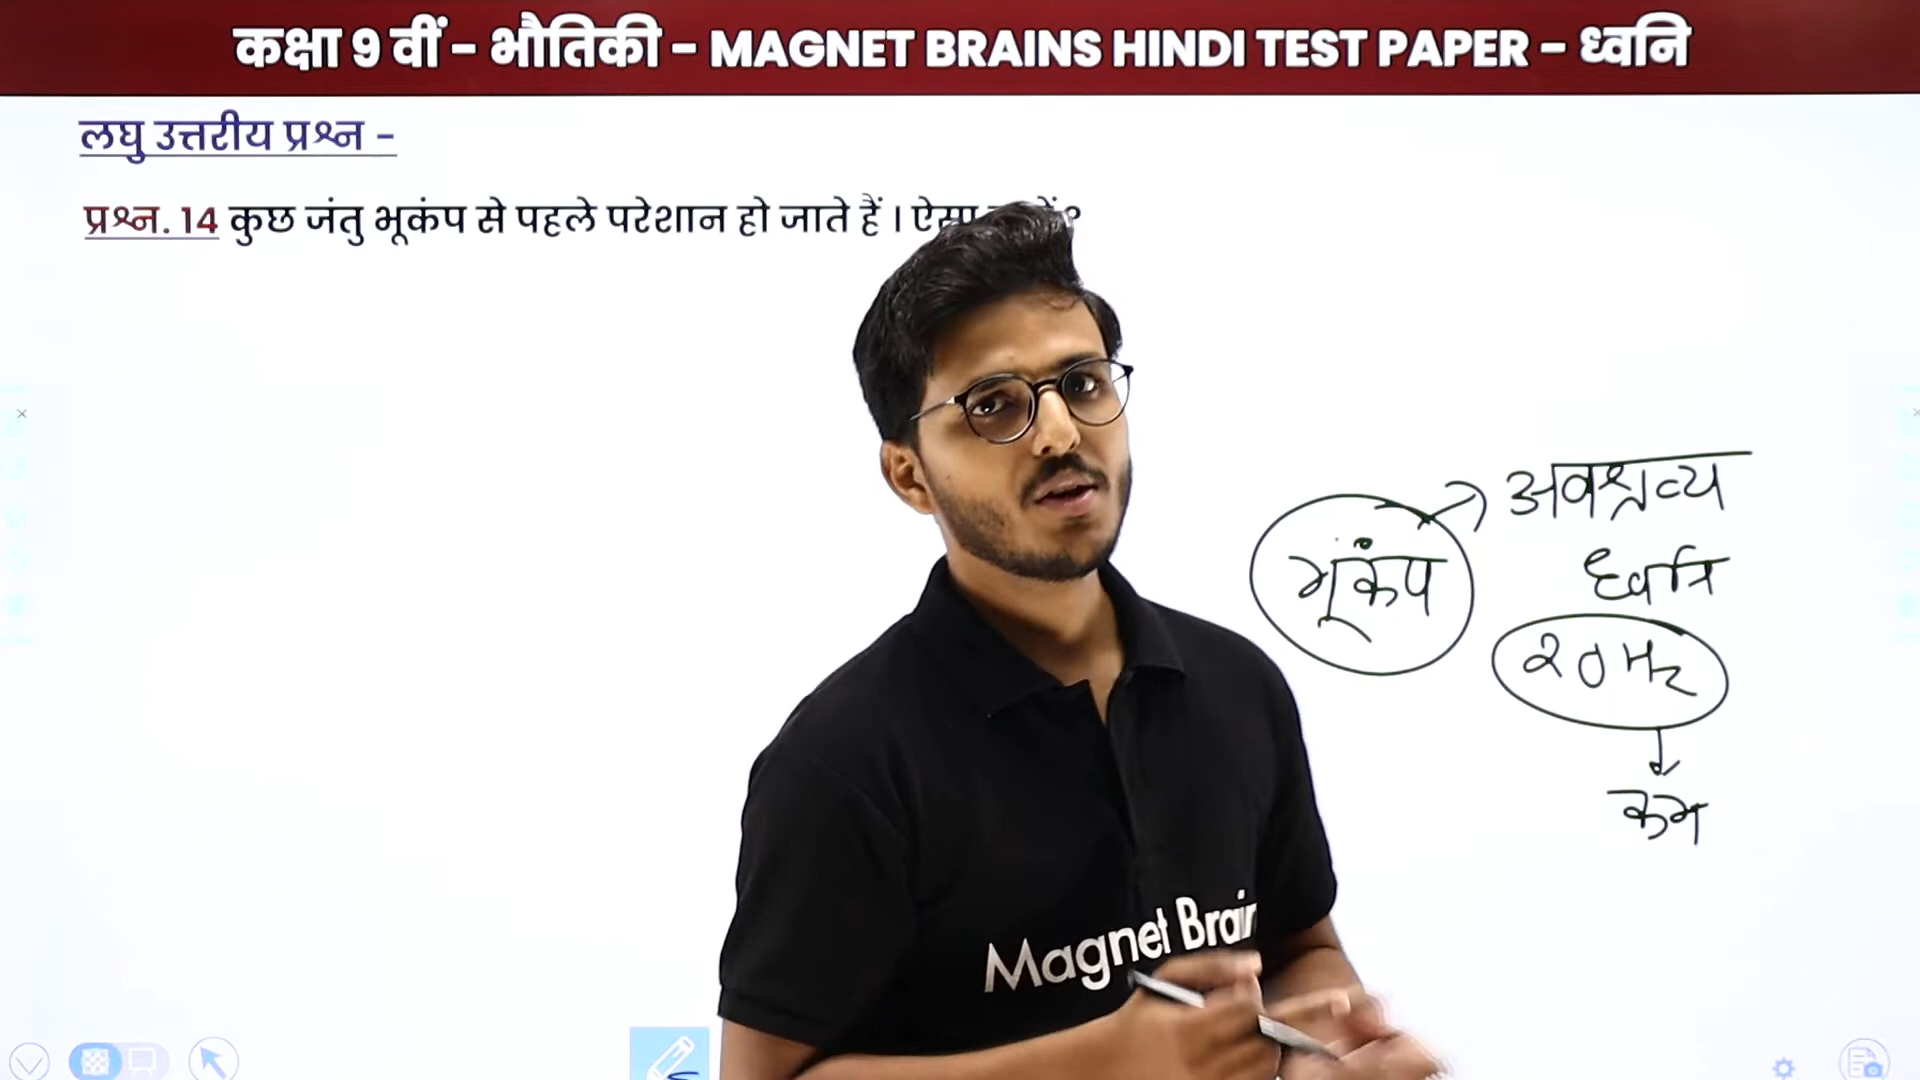 कक्षा 9 वीं – भौतिकी – MAGNET BRAINS HINDI TEST PAPER – ध्वनि
लघु उत्तरीय प्रश्न –
प्रश्न. 14 कुछ जंतु भूकंप से पहले परेशान हो जाते हैं । ऐसा
भूकंप
अवश्रव्य
ध्वनि
20 Hz
कम
Magnet Brain